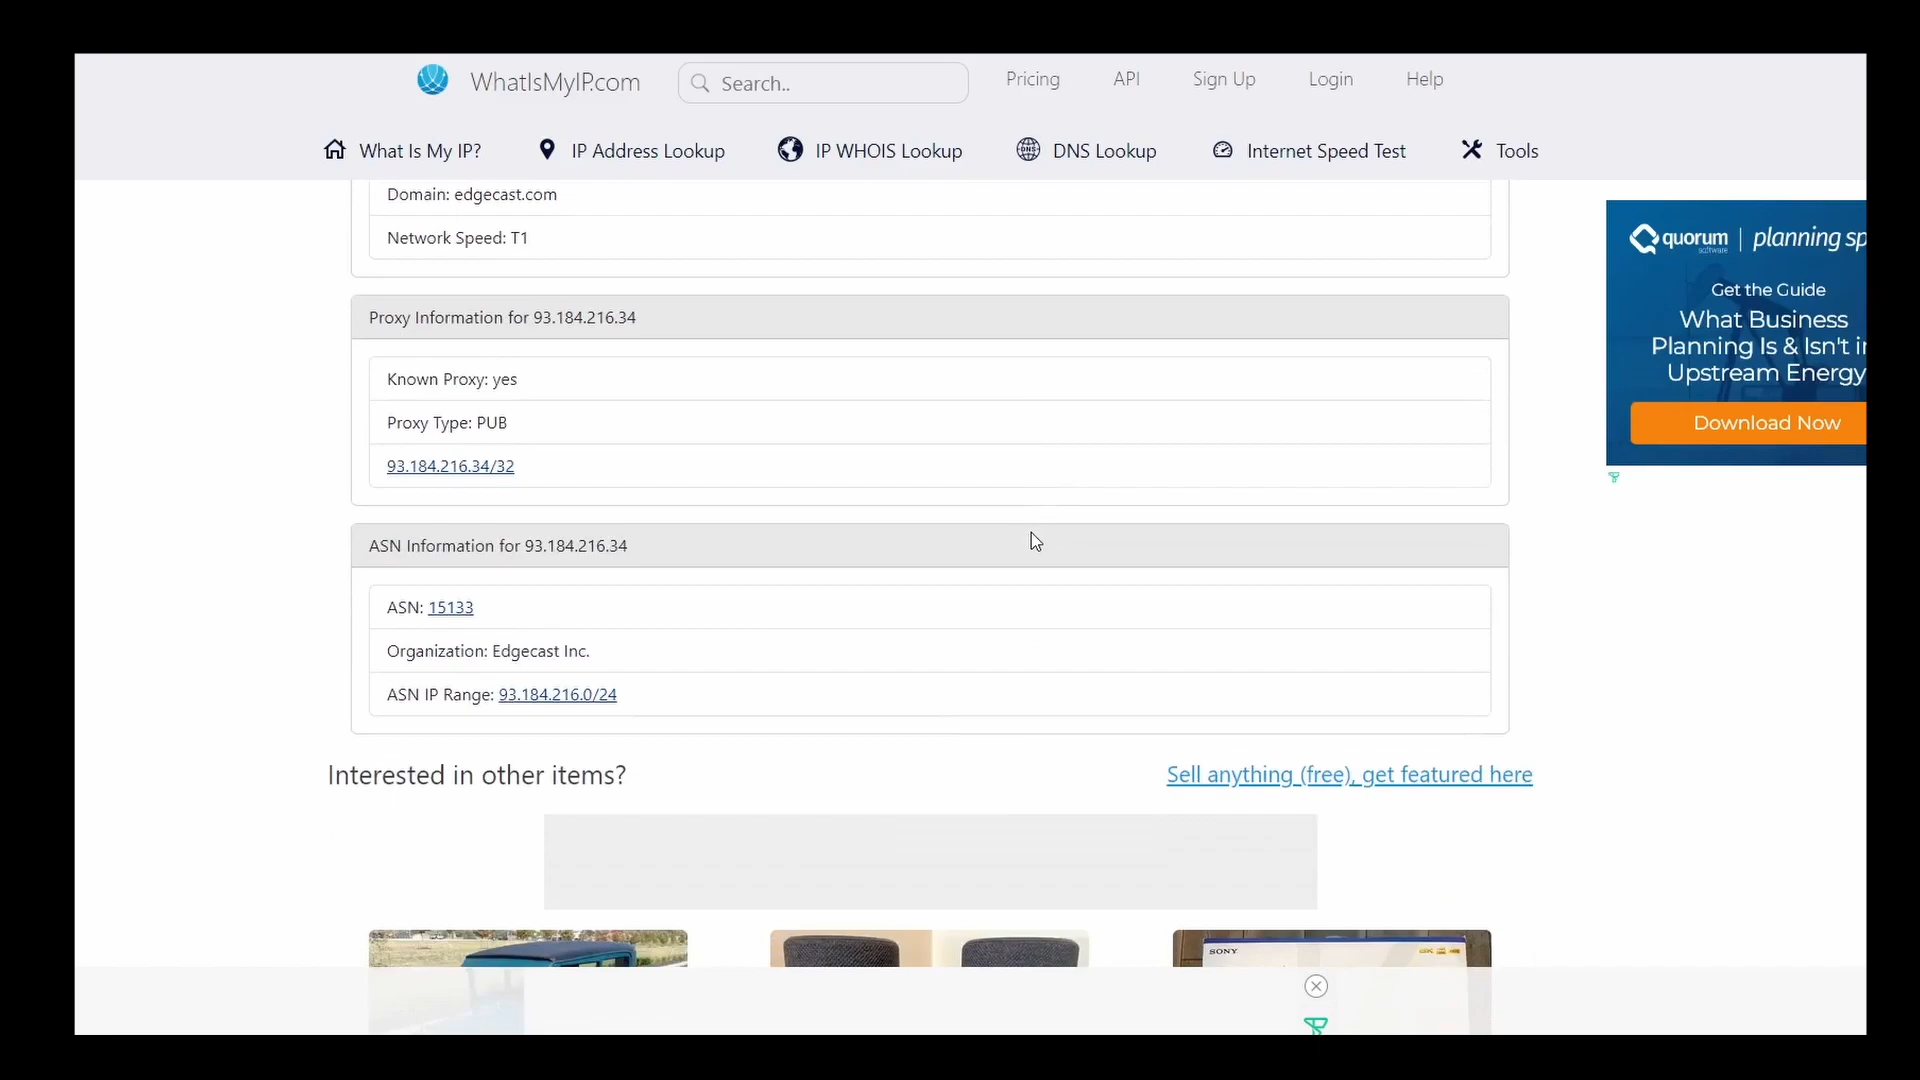 WhatIsMyIP.com
Search..
Pricing
API
Sign Up
Login
Help
What Is My IP?
IP Address Lookup
IP WHOIS Lookup
DNS
DNS Lookup
Internet Speed Test
Tools
Domain: edgecast.com
Network Speed: T1
Proxy Information for 93.184.216.34
Known Proxy: yes
Proxy Type: PUB
93.184.216.34/32
ASN Information for 93.184.216.34
ASN: 15133
Organization: Edgecast Inc.
ASN IP Range: 93.184.216.0/24
quorum software | planning sp
Get the Guide
What Business
Planning Is & Isn't in
Upstream Energy
Download Now
Interested in other items?
Sell anything (free), get featured here
SONY